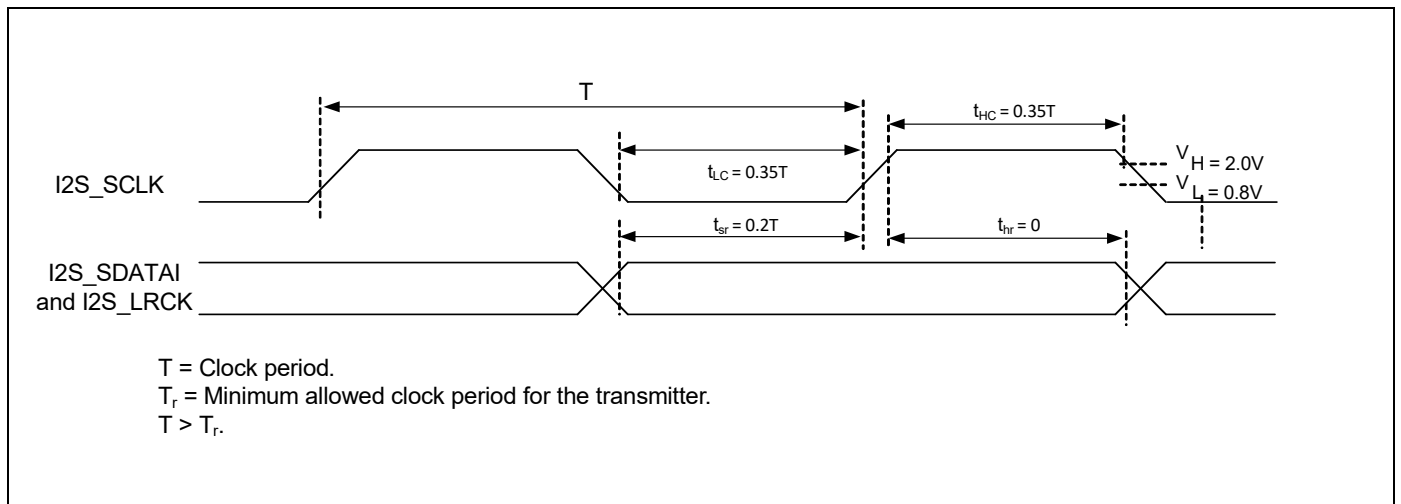 T
t_HC = 0.35T
V_H = 2.0V
I2S_SCLK
t_LC = 0.35T
V_L = 0.8V
t_sr = 0.2T
t_hr = 0
I2S_SDATAI
and I2S_LRCK
T = Clock period.
T_r = Minimum allowed clock period for the transmitter.
T > T_r.